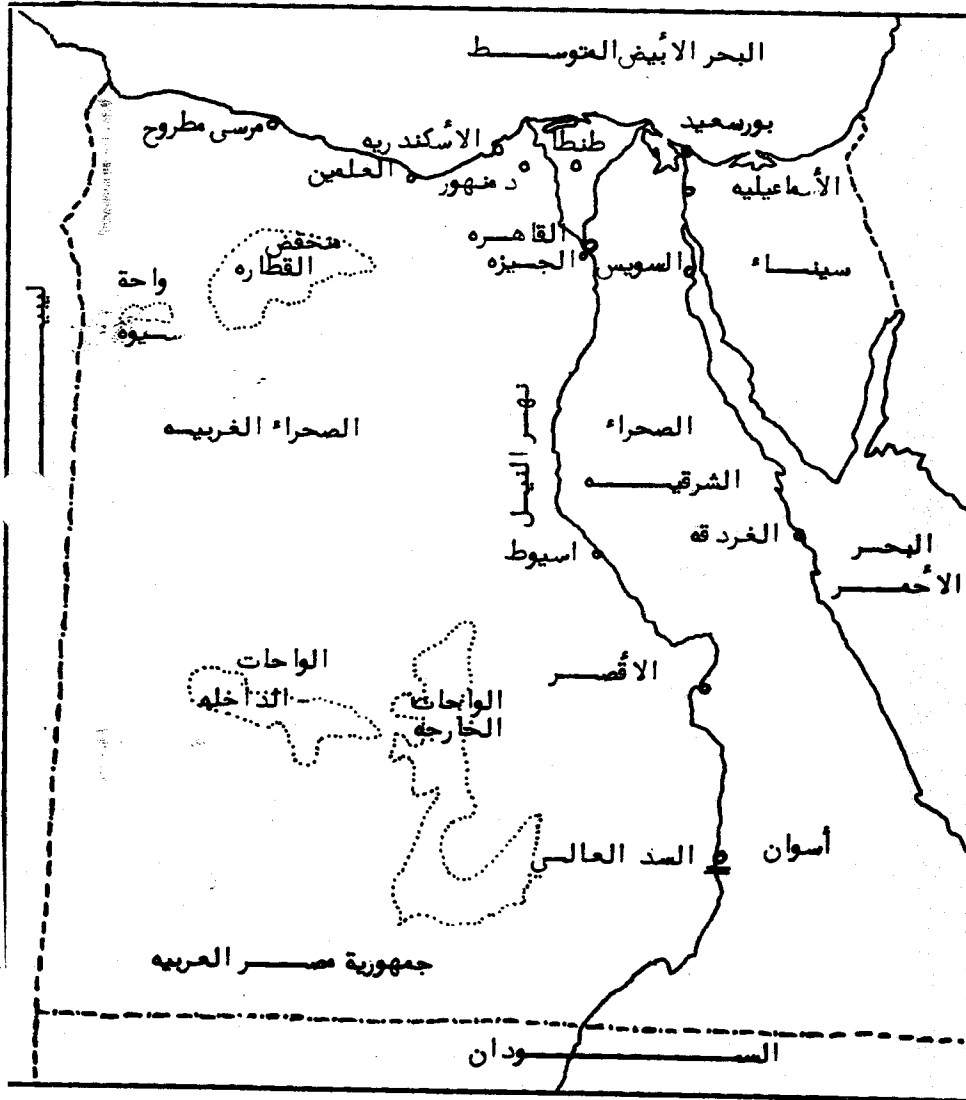 البحر الأبيض المتوسط
بورسعيد
طنطا
الأسكندريه
مرسى مطروح
العلمين
دمنهور
الأسماعيليه
القاهره
الجيزه
السويس
سيناء
منخفض
القطاره
واحة
سيوه
ليبيا
الصحراء الغربيه
نهر النيل
الصحراء
الشرقيه
الغردقه
البحر
الأحمر
اسيوط
الأقصر
الواحات
الداخله
الواحات
الخارجه
السد العالي
أسوان
جمهورية مصر العربيه
السودان